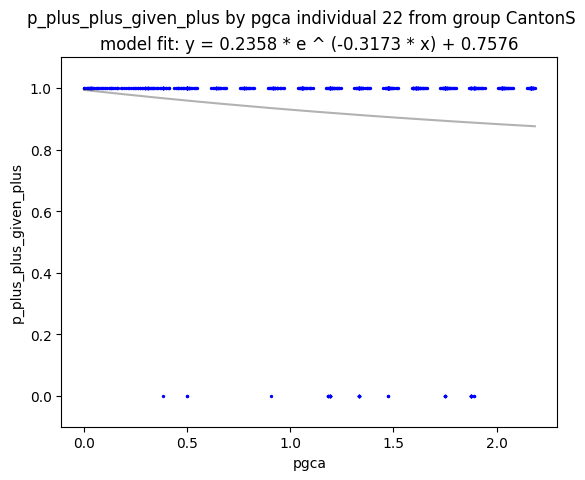 p_plus_plus_given_plus by pgca individual 22 from group CantonS
model fit: y = 0.2358 * e ^ (-0.3173 * x) + 0.7576
1.0
0.8
0.6
0.4
0.2
0.0
p_plus_plus_given_plus
0.0 0.5 1.0 1.5 2.0
pgca